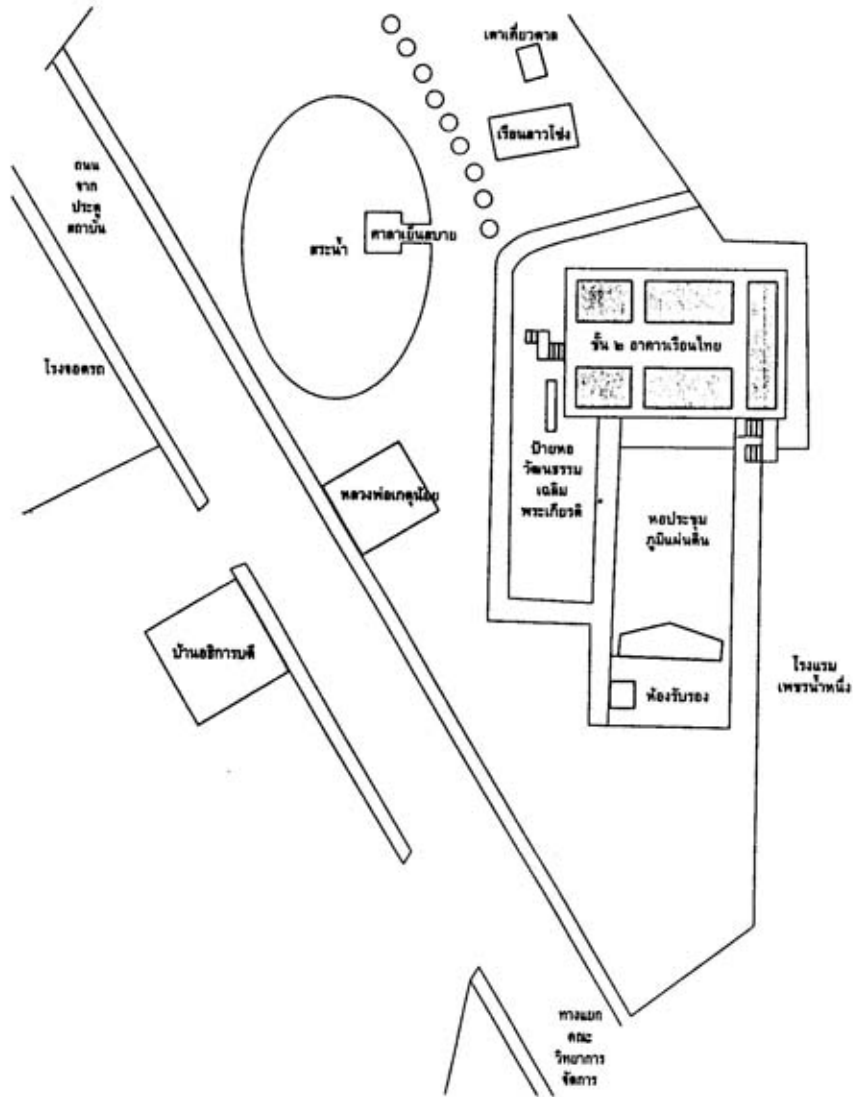 เตาเคี่ยวตาล
เรือนลาวโซ่ง
ถนน
จาก
ประตู
สถาบัน
ศาลาเย็นสบาย
สระน้ำ
ชั้น ๒ อาคารเรือนไทย
โรงจอดรถ
ป้ายหอ
วัฒนธรรม
เฉลิม
พระเกียรติ
หลวงพ่อเกตุน้อย
หอประชุม
ภูมิแผ่นดิน
บ้านอธิการบดี
โรงแรม
เพชรน้ำหนึ่ง
ห้องรับรอง
ทางแยก
คณะ
วิทยาการ
จัดการ